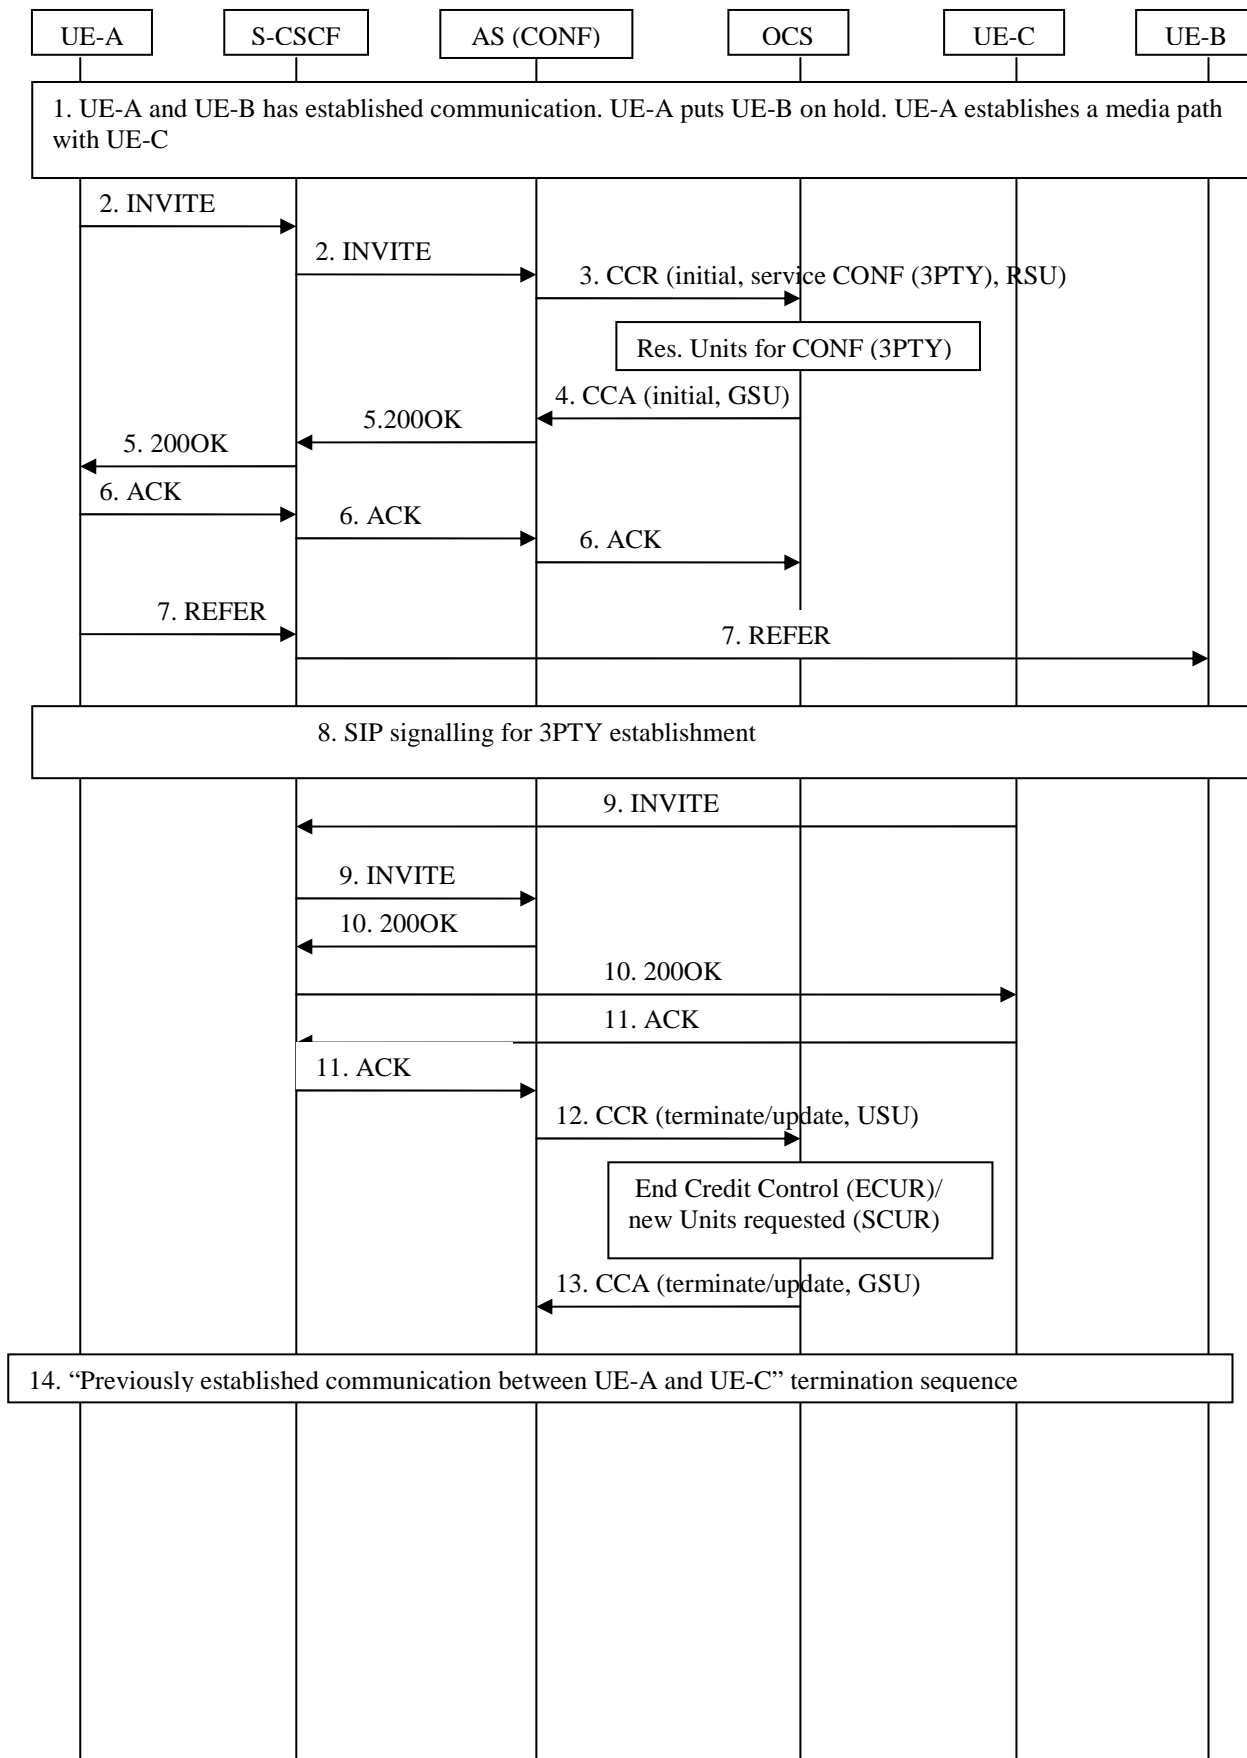 UE-A
S-CSCF
AS (CONF)
OCS
UE-C
UE-B
1. UE-A and UE-B has established communication. UE-A puts UE-B on hold. UE-A establishes a media path
with UE-C
2. INVITE
2. INVITE
3. CCR (initial, service CONF (3PTY), RSU)
Res. Units for CONF (3PTY)
4. CCA (initial, GSU)
5.200OK
5. 200OK
6. ACK
6. ACK
6. ACK
7. REFER
7. REFER
8. SIP signalling for 3PTY establishment
9. INVITE
9. INVITE
10. 200OK
10. 200OK
11. ACK
11. ACK
12. CCR (terminate/update, USU)
End Credit Control (ECUR)/
new Units requested (SCUR)
13. CCA (terminate/update, GSU)
14. “Previously established communication between UE-A and UE-C” termination sequence